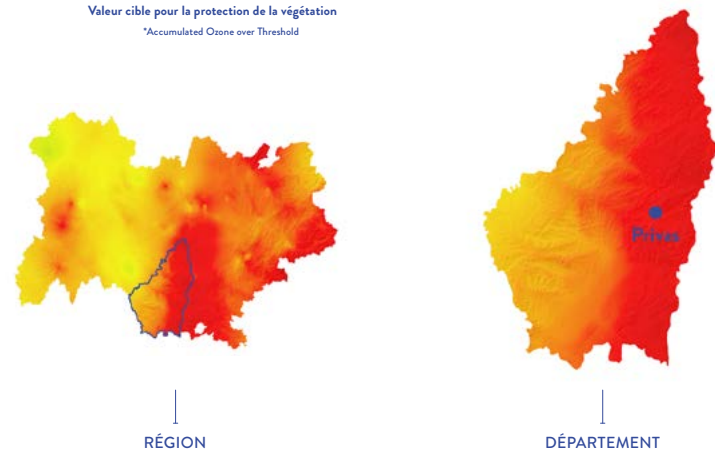 Valeur cible pour la protection de la végétation
*Accumulated Ozone over Threshold
Privas
RÉGION
DÉPARTEMENT